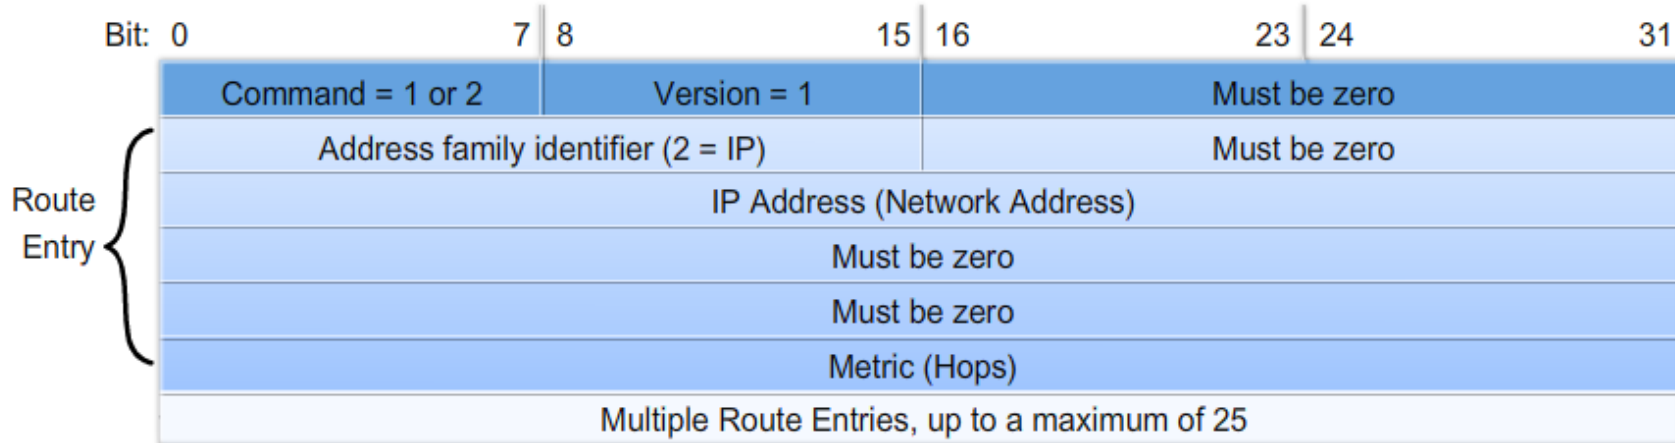 Bit: 0 7 8 15 16 23 24 31
Command = 1 or 2 Version = 1 Must be zero
Address family identifier (2 = IP) Must be zero
Route
Entry
IP Address (Network Address)
Must be zero
Must be zero
Metric (Hops)
Multiple Route Entries, up to a maximum of 25